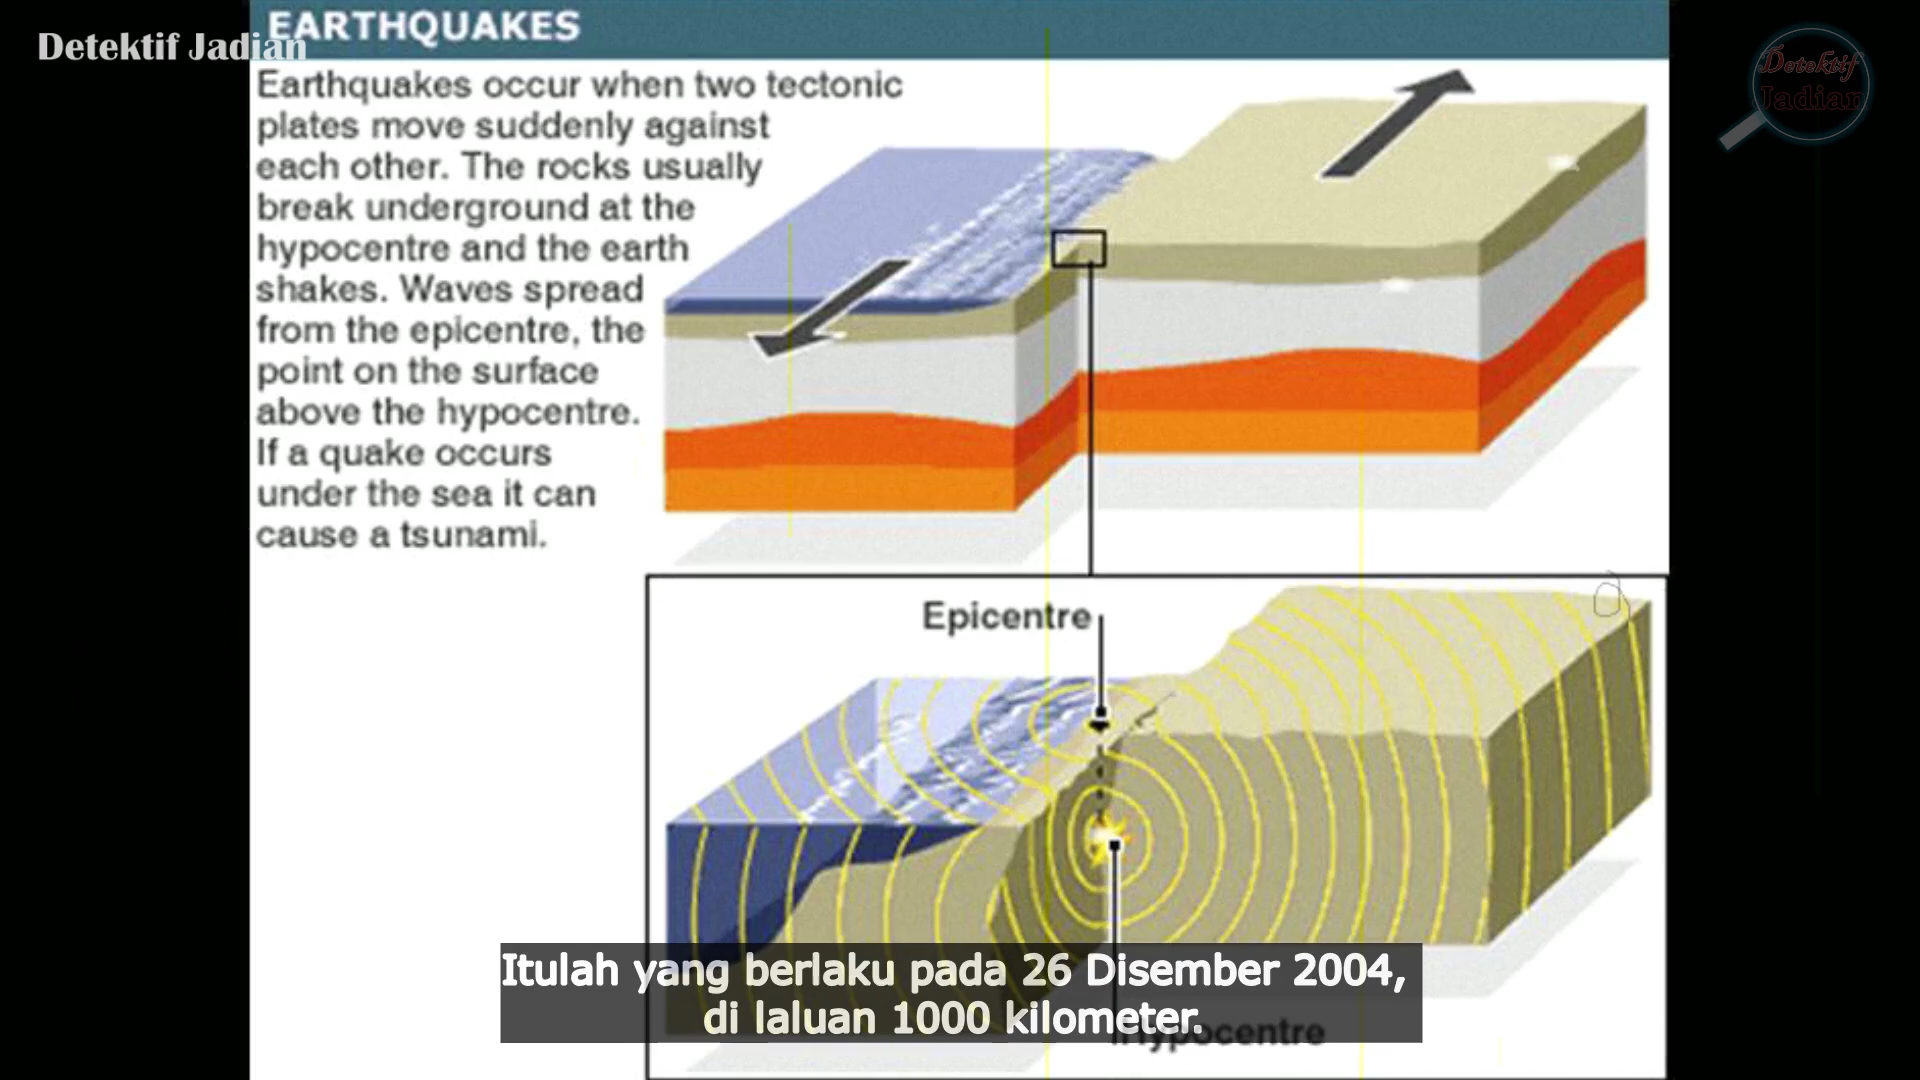 EARTHQUAKES
Detektif Jadian
Detektif
Jadian
Earthquakes occur when two tectonic
plates move suddenly against
each other. The rocks usually
break underground at the
hypocentre and the earth
shakes. Waves spread
from the epicentre, the
point on the surface
above the hypocentre.
If a quake occurs
under the sea it can
cause a tsunami.
Epicentre
Itulah yang berlaku pada 26 Disember 2004,
di laluan 1000 kilometer.
Hypocentre